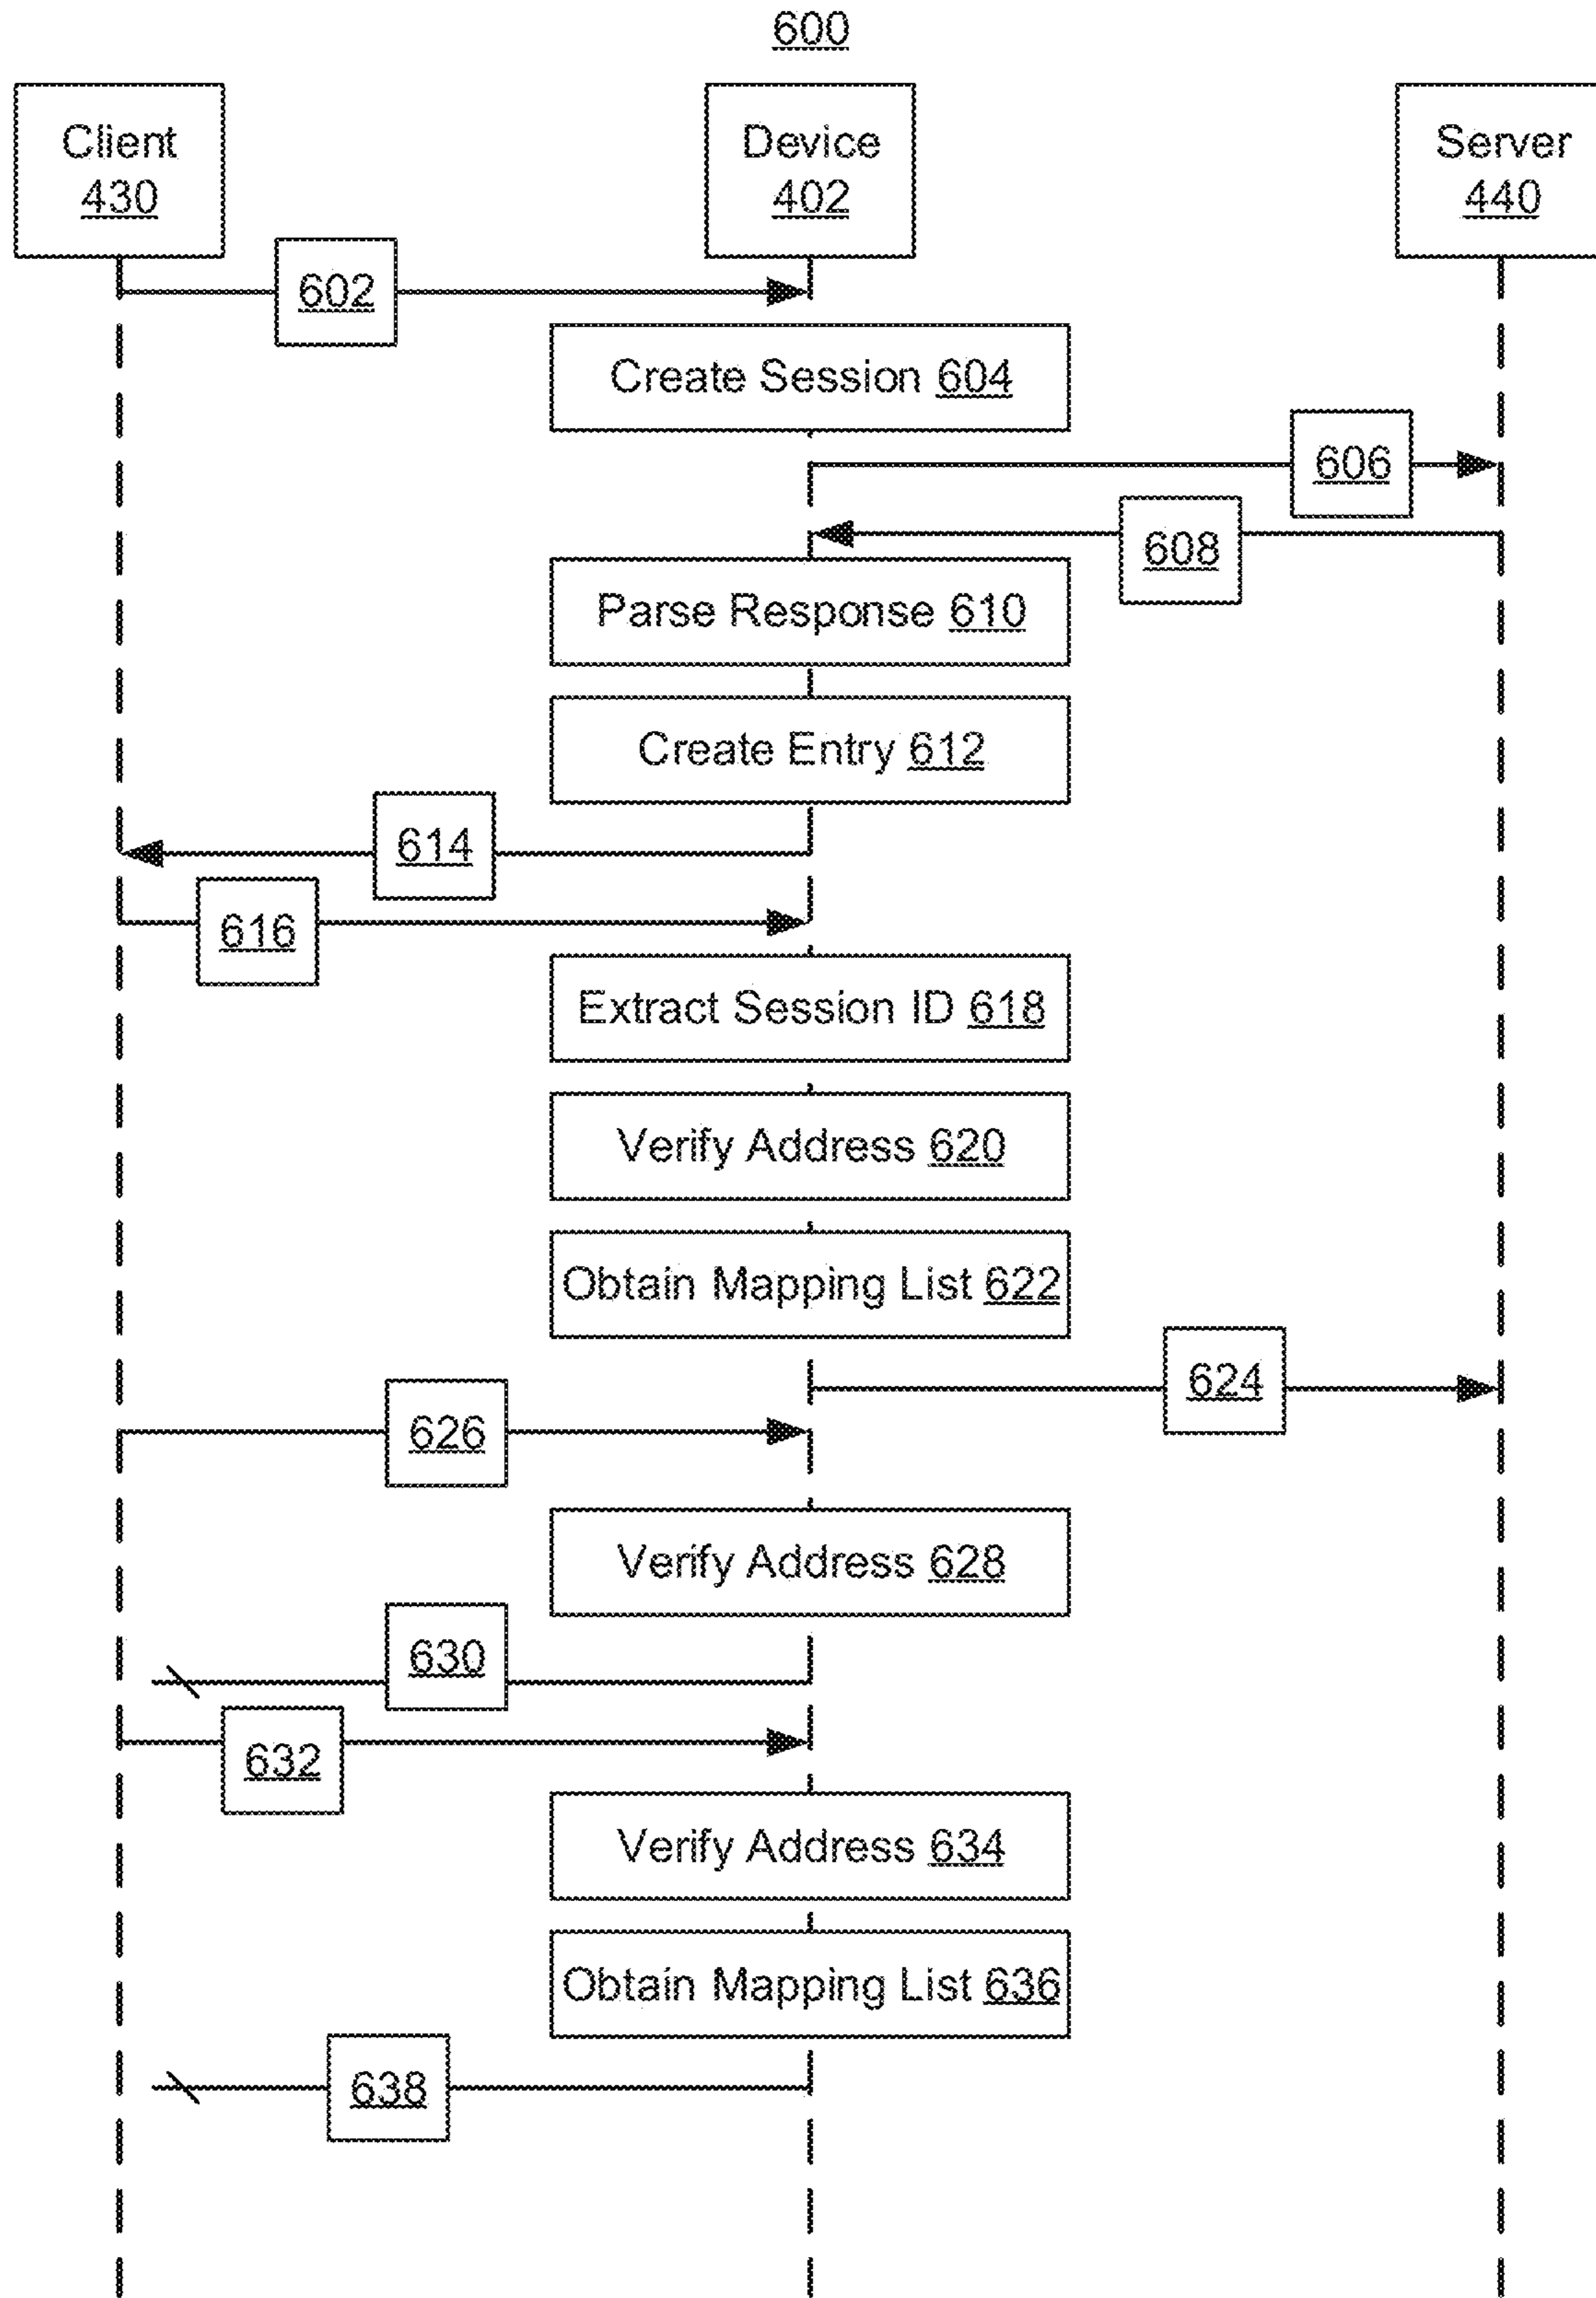 600
Client
430
Device
402
Server
440
602
Create Session 604
606
608
Parse Response 610
Create Entry 612
614
616
Extract Session ID 618
Verify Address 620
Obtain Mapping List 622
624
626
Verify Address 628
630
632
Verify Address 634
Obtain Mapping List 636
638